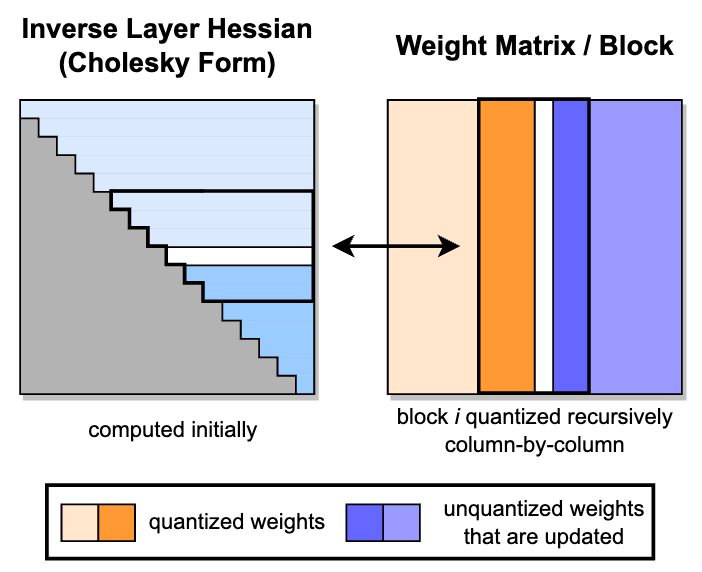 Inverse Layer Hessian
(Cholesky Form)
Weight Matrix / Block
computed initially
block i quantized recursively
column-by-column
quantized weights
unquantized weights
that are updated